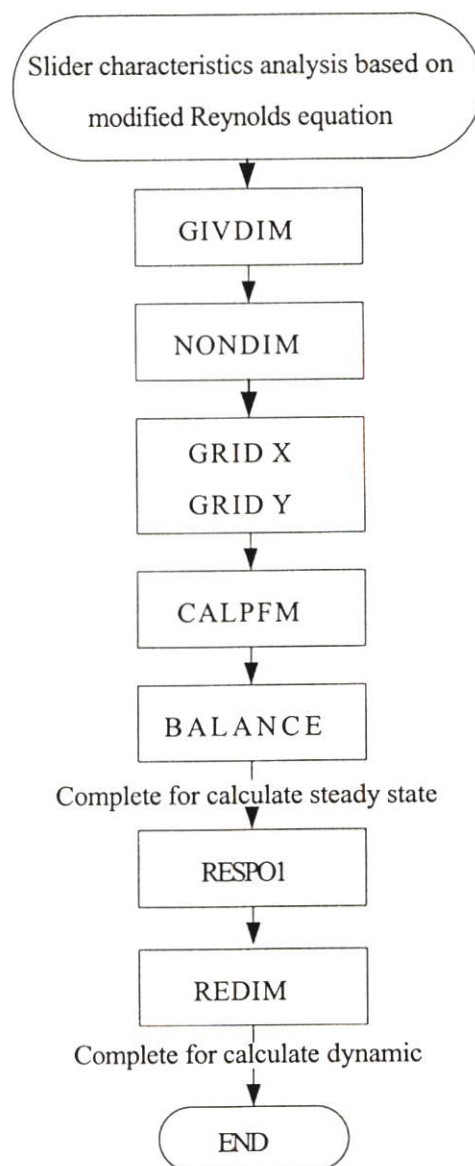 Slider characteristics analysis based on
modified Reynolds equation
GIVDIM
NONDIM
GRID X
GRID Y
CALPFM
BALANCE
Complete for calculate steady state
RESPO1
REDIM
Complete for calculate dynamic
END